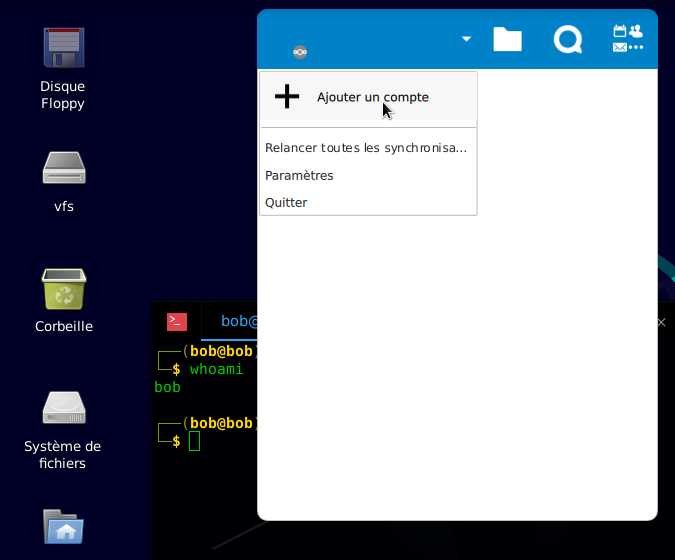 Disque
Floppy
vfs
Corbeille
Système de
fichiers
Ajouter un compte
Relancer toutes les synchronisa...
Paramètres
Quitter
>_
bob@
×
(bob@bob)
$ whoami
bob
(bob@bob)
$